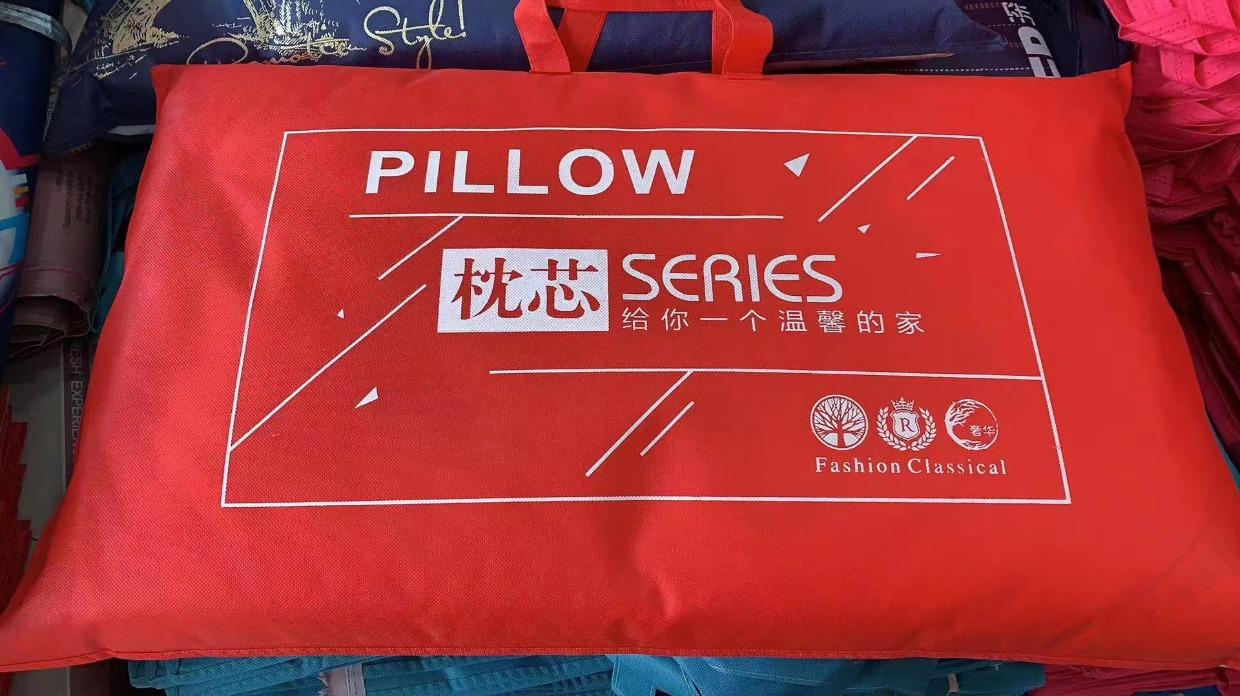 Style!
PILLOW
枕芯 SERIES
给你一个温馨的家
R
奢华
Fashion Classical